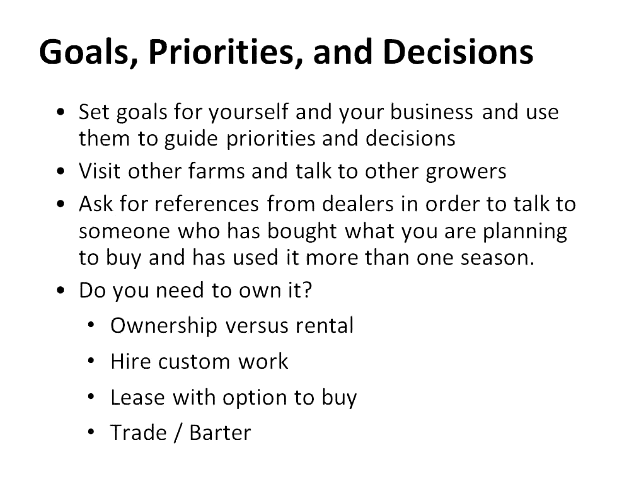 Goals, Priorities, and Decisions
• Set goals for yourself and your business and use
them to guide priorities and decisions
• Visit other farms and talk to other growers
• Ask for references from dealers in order to talk to
someone who has bought what you are planning
to buy and has used it more than one season.
• Do you need to own it?
• Ownership versus rental
• Hire custom work
• Lease with option to buy
• Trade / Barter